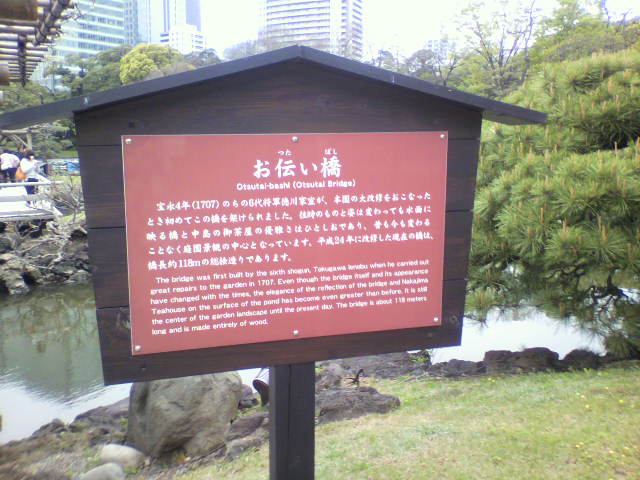 つた ばし
お伝い橋
Otsutai-bashi (Otsutai Bridge)
宝永4年(1707)のちの6代将軍徳川家宣が、本園の大改修をおこなった
とき初めてこの橋を架けられました。往時のものと姿は変わっても水面に
映る橋と中島の御茶屋の優雅さはひとしおであり、昔も今も変わる
ことなく庭園景観の中心となっています。平成24年に改修した現在の橋は、
橋長約118mの総桧造りであります。
The bridge was first built by the sixth shogun, Tokugawa Ienobu when he carried out
great repairs to the garden in 1707. Even though the bridge itself and its appearance
have changed with the times, the elegance of the reflection of the bridge and Nakajima
Teahouse on the surface of the pond has become even greater than before. It is still
the center of the garden landscape until the present day. The bridge is about 118 meters
long and is made entirely of wood.